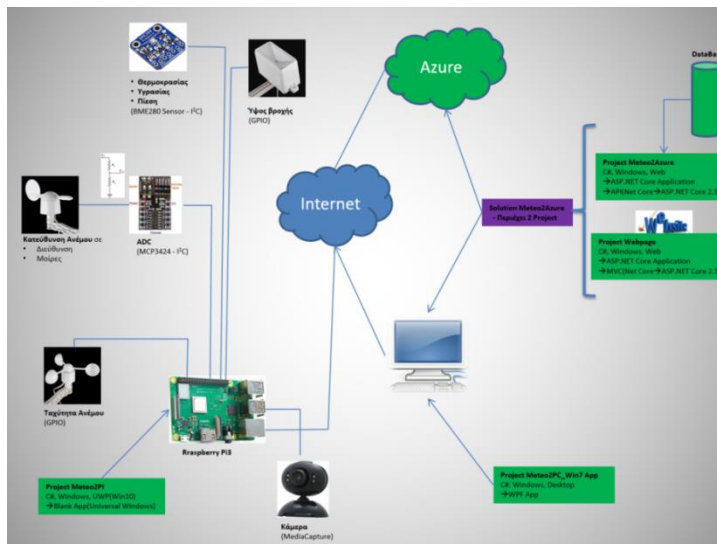 • Θερμοκρασίας
• Υγρασίας
• Πίεση
(BME280 Sensor - I²C)
Ύψος βροχής
(GPIO)
Azure
DataBa
Project Meteo2Azure
C#, Windows, Web
→ASP.NET Core Application
→API(Net Core→ASP.NET Core 2.1
Internet
Solution Meteo2Azure
- Περιέχει 2 Project
Κατεύθυνση Ανέμου σε
• Διεύθυνση
• Μοίρες
ADC
(MCP3424 - I²C)
Project Webpage
C#, Windows, Web
→ASP.NET Core Application
→MVC(Net Core→ASP.NET Core 2.1
Ταχύτητα Ανέμου
(GPIO)
Rraspberry Pi3
Project Meteo2PI
C#, Windows, UWP(Win10)
→Blank App(Universal Windows)
Κάμερα
(MediaCapture)
Project Meteo2PC_Win7 App
C#, Windows, Desktop
→WPF App